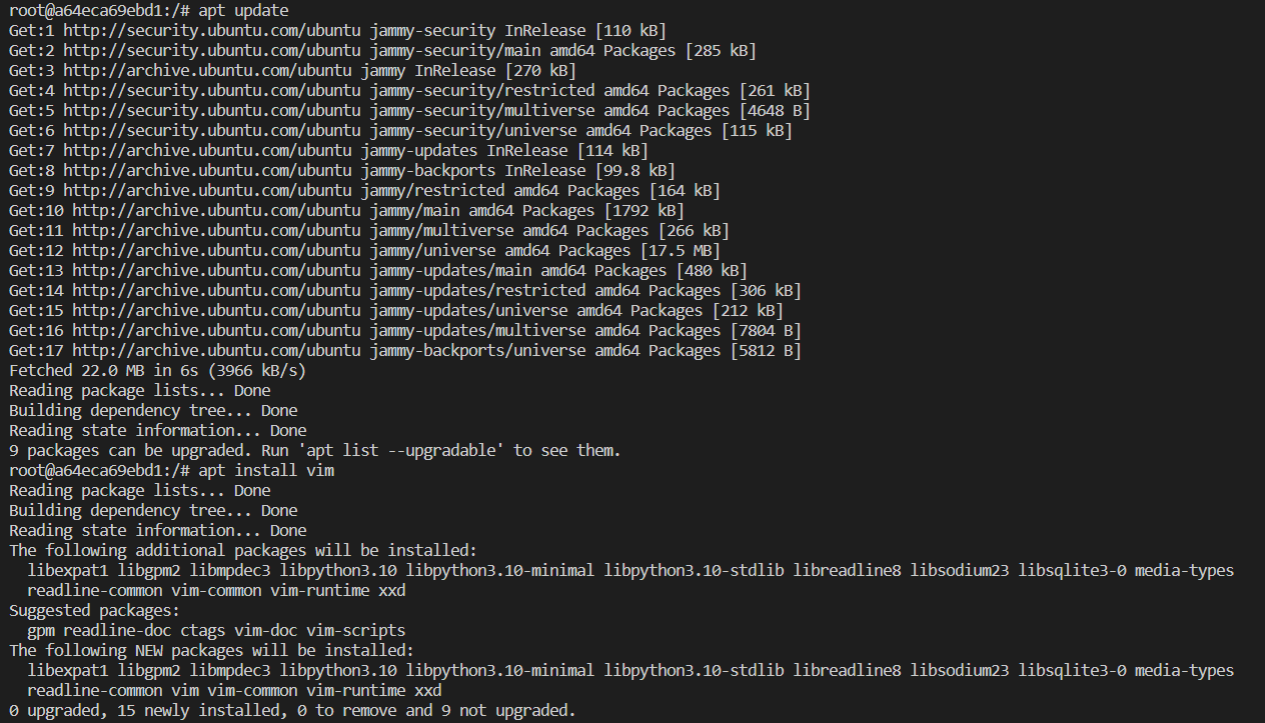 root@a64eca69ebd1:/# apt update
Get:1 http://security.ubuntu.com/ubuntu jammy-security InRelease [110 kB]
Get:2 http://security.ubuntu.com/ubuntu jammy-security/main amd64 Packages [285 kB]
Get:3 http://archive.ubuntu.com/ubuntu jammy InRelease [270 kB]
Get:4 http://security.ubuntu.com/ubuntu jammy-security/restricted amd64 Packages [261 kB]
Get:5 http://security.ubuntu.com/ubuntu jammy-security/multiverse amd64 Packages [4648 B]
Get:6 http://security.ubuntu.com/ubuntu jammy-security/universe amd64 Packages [115 kB]
Get:7 http://archive.ubuntu.com/ubuntu jammy-updates InRelease [114 kB]
Get:8 http://archive.ubuntu.com/ubuntu jammy-backports InRelease [99.8 kB]
Get:9 http://archive.ubuntu.com/ubuntu jammy/restricted amd64 Packages [164 kB]
Get:10 http://archive.ubuntu.com/ubuntu jammy/main amd64 Packages [1792 kB]
Get:11 http://archive.ubuntu.com/ubuntu jammy/multiverse amd64 Packages [266 kB]
Get:12 http://archive.ubuntu.com/ubuntu jammy/universe amd64 Packages [17.5 MB]
Get:13 http://archive.ubuntu.com/ubuntu jammy-updates/main amd64 Packages [480 kB]
Get:14 http://archive.ubuntu.com/ubuntu jammy-updates/restricted amd64 Packages [306 kB]
Get:15 http://archive.ubuntu.com/ubuntu jammy-updates/universe amd64 Packages [212 kB]
Get:16 http://archive.ubuntu.com/ubuntu jammy-updates/multiverse amd64 Packages [7804 B]
Get:17 http://archive.ubuntu.com/ubuntu jammy-backports/universe amd64 Packages [5812 B]
Fetched 22.0 MB in 6s (3966 kB/s)
Reading package lists... Done
Building dependency tree... Done
Reading state information... Done
9 packages can be upgraded. Run 'apt list --upgradable' to see them.
root@a64eca69ebd1:/# apt install vim
Reading package lists... Done
Building dependency tree... Done
Reading state information... Done
The following additional packages will be installed:
  libexpat1 libgpm2 libmpdec3 libpython3.10 libpython3.10-minimal libpython3.10-stdlib libreadline8 libsodium23 libsqlite3-0 media-types
  readline-common vim-common vim-runtime xxd
Suggested packages:
  gpm readline-doc ctags vim-doc vim-scripts
The following NEW packages will be installed:
  libexpat1 libgpm2 libmpdec3 libpython3.10 libpython3.10-minimal libpython3.10-stdlib libreadline8 libsodium23 libsqlite3-0 media-types
  readline-common vim vim-common vim-runtime xxd
0 upgraded, 15 newly installed, 0 to remove and 9 not upgraded.